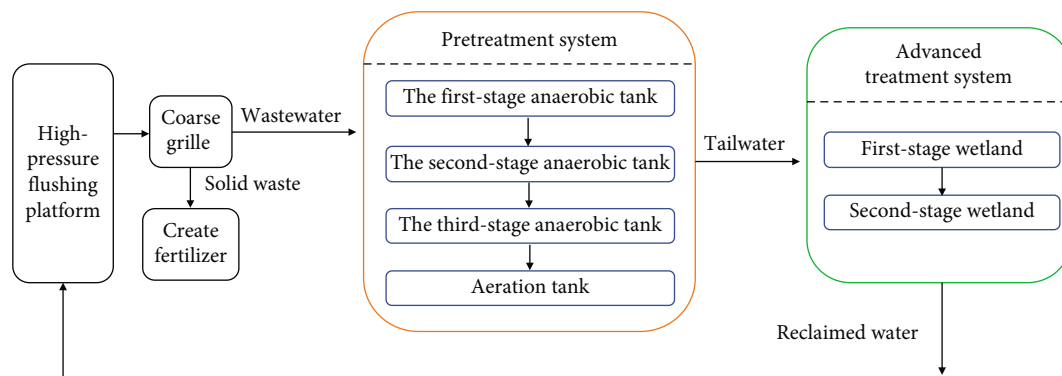 High-
pressure
flushing
platform
Coarse
grille
Wastewater
Solid waste
Create
fertilizer
Pretreatment system
The first-stage anaerobic tank
The second-stage anaerobic tank
The third-stage anaerobic tank
Aeration tank
Tailwater
Advanced
treatment system
First-stage wetland
Second-stage wetland
Reclaimed water